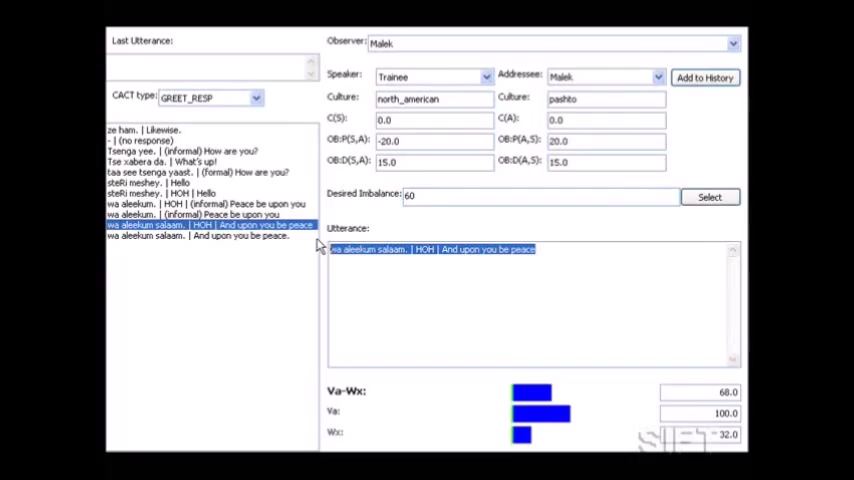 Last Utterance:
CACT type: GREET_RESP
ze ham. | Likewise.
- | (no response)
Tsenga yee. | (informal) How are you?
Tse xabera da. | What's up!
taa see tsenga yaast. | (formal) How are you?
steRi meshey. | Hello
steRi meshey. | HOH | Hello
wa aleekum. | HOH | (informal) Peace be upon you
wa aleekum. | (informal) Peace be upon you
wa aleekum salaam. | HOH | And upon you be peace
wa aleekum salaam. | And upon you be peace.
Observer: Malek
Speaker: Trainee Addressee: Malek Add to History
Culture: north_american Culture: pashto
C(S): 0.0 C(A): 0.0
OB:P(S,A) -20.0 OB:P(A,S) 20.0
OB:D(S,A) 15.0 OB:D(A,S): 15.0
Desired Imbalance: 60 Select
Utterance:
wa aleekum salaam. | HOH | And upon you be peace
Va-Wx: 68.0
Va: 100.0
Wx: 32.0
SIFT